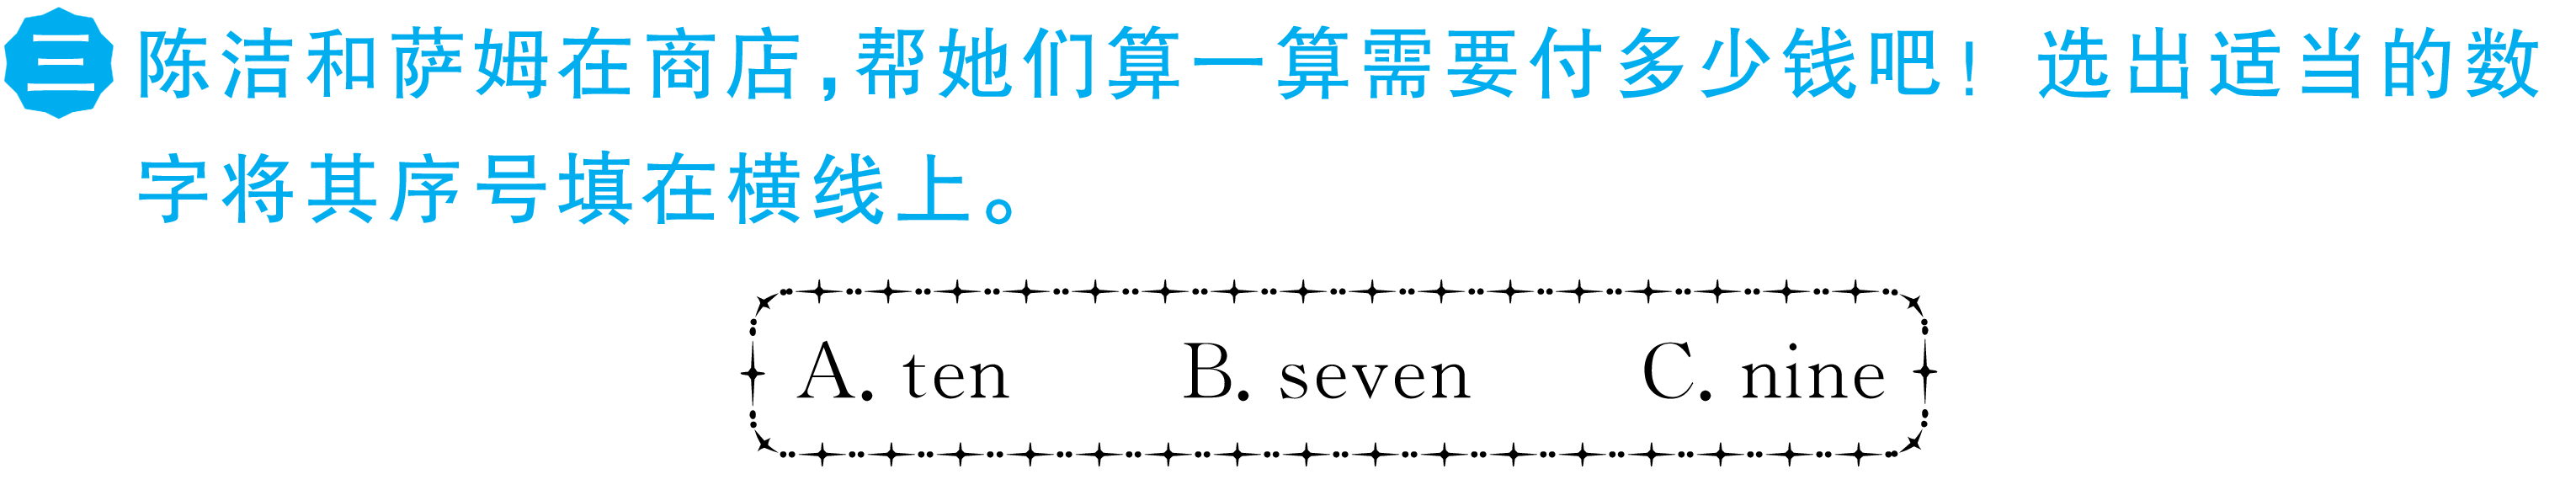 三 陈洁和萨姆在商店,帮她们算一算需要付多少钱吧! 选出适当的数
字将其序号填在横线上。
A. ten B. seven C. nine